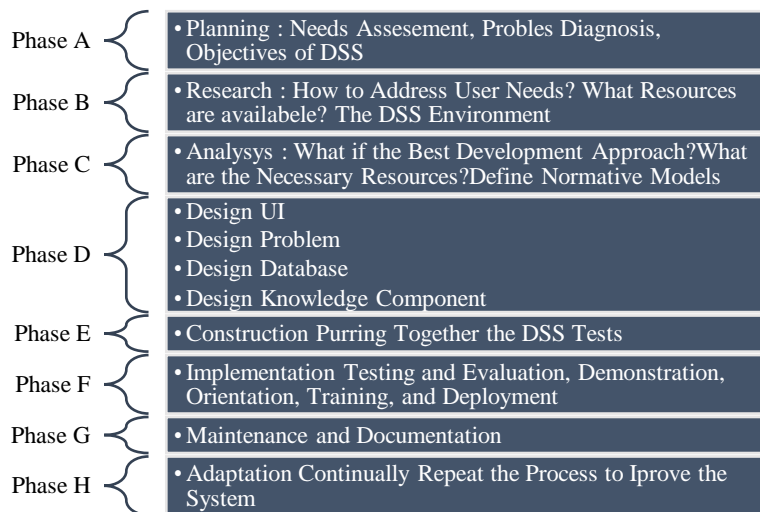 Phase A
• Planning : Needs Assesement, Probles Diagnosis,
Objectives of DSS
Phase B
• Research : How to Address User Needs? What Resources
are availabele? The DSS Environment
Phase C
• Analysys : What if the Best Development Approach?What
are the Necessary Resources?Define Normative Models
Phase D
• Design UI
• Design Problem
• Design Database
• Design Knowledge Component
Phase E
• Construction Purring Together the DSS Tests
Phase F
• Implementation Testing and Evaluation, Demonstration,
Orientation, Training, and Deployment
Phase G
• Maintenance and Documentation
Phase H
• Adaptation Continually Repeat the Process to Iprove the
System